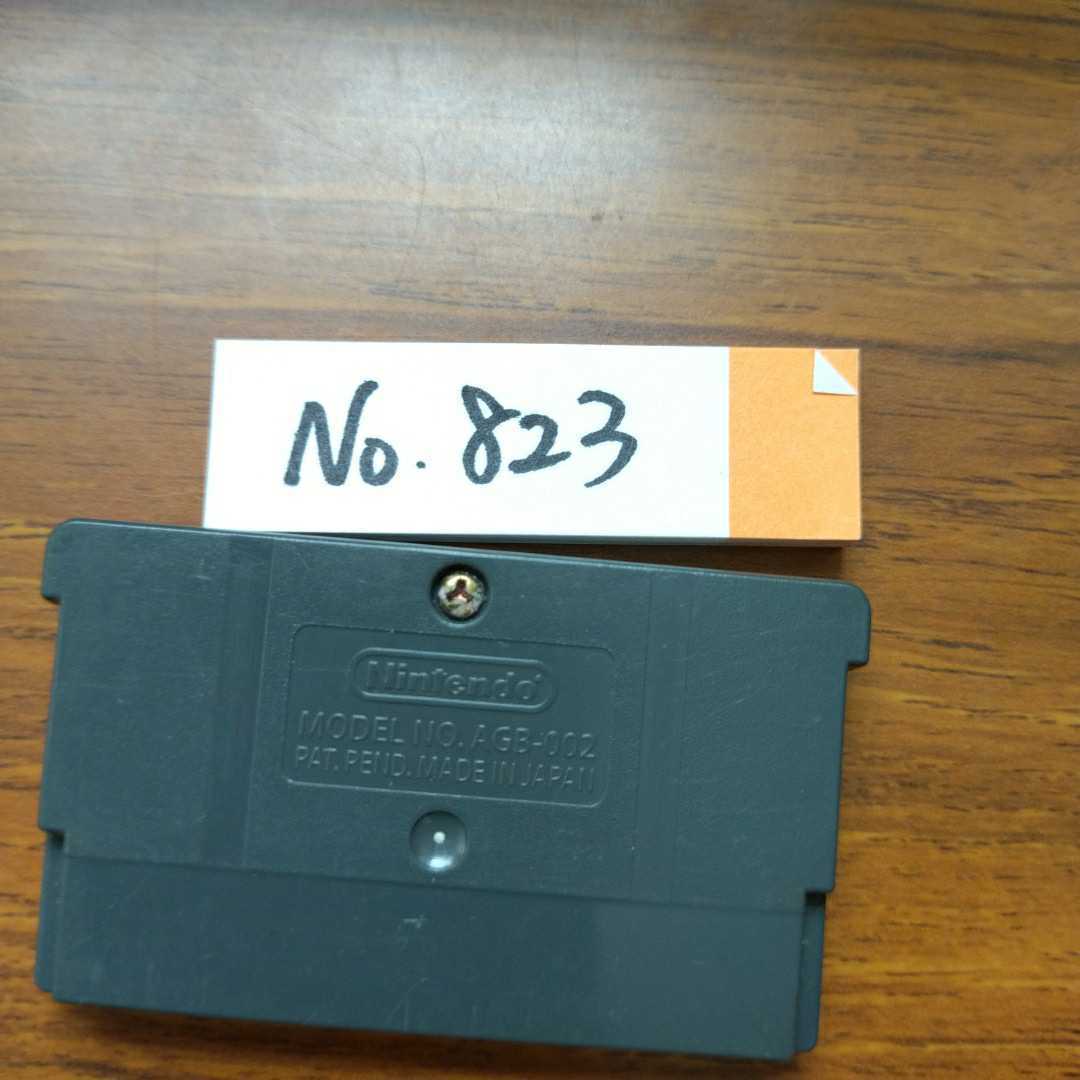 No. 823
Nintendo
MODEL NO. AGB-002
PAT. PEND. MADE IN JAPAN